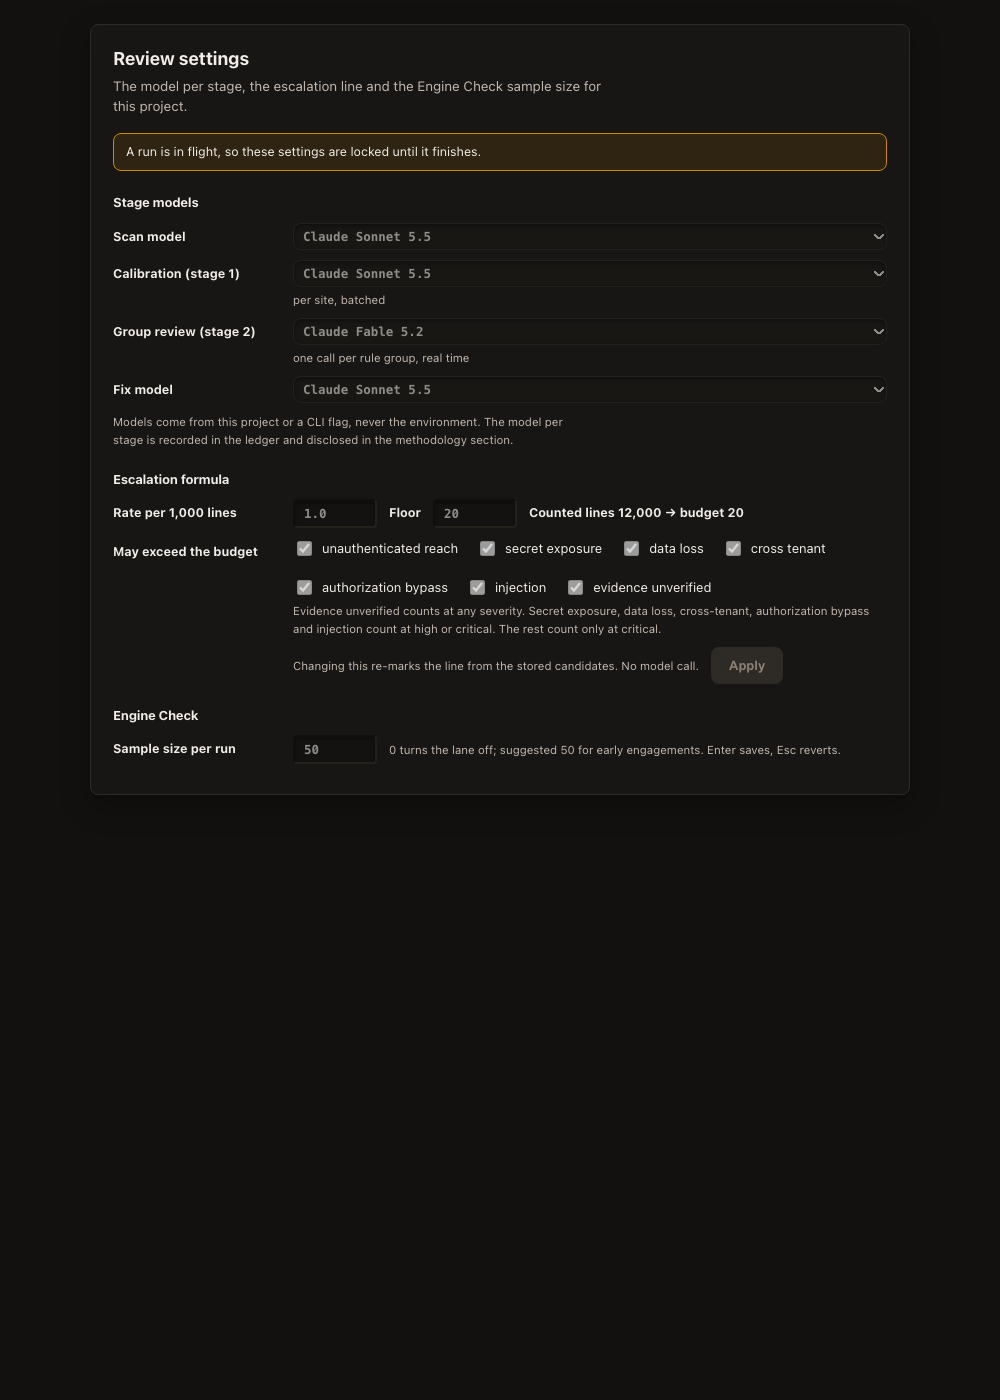 Review settings
The model per stage, the escalation line and the Engine Check sample size for
this project.
A run is in flight, so these settings are locked until it finishes.
Stage models
Scan model
Claude Sonnet 5.5
Calibration (stage 1)
Claude Sonnet 5.5
per site, batched
Group review (stage 2)
Claude Fable 5.2
one call per rule group, real time
Fix model
Claude Sonnet 5.5
Models come from this project or a CLI flag, never the environment. The model per
stage is recorded in the ledger and disclosed in the methodology section.
Escalation formula
Rate per 1,000 lines 1.0 Floor 20 Counted lines 12,000 → budget 20
May exceed the budget
unauthenticated reach secret exposure data loss cross tenant
authorization bypass injection evidence unverified
Evidence unverified counts at any severity. Secret exposure, data loss, cross-tenant, authorization bypass
and injection count at high or critical. The rest count only at critical.
Changing this re-marks the line from the stored candidates. No model call. Apply
Engine Check
Sample size per run 50 0 turns the lane off; suggested 50 for early engagements. Enter saves, Esc reverts.